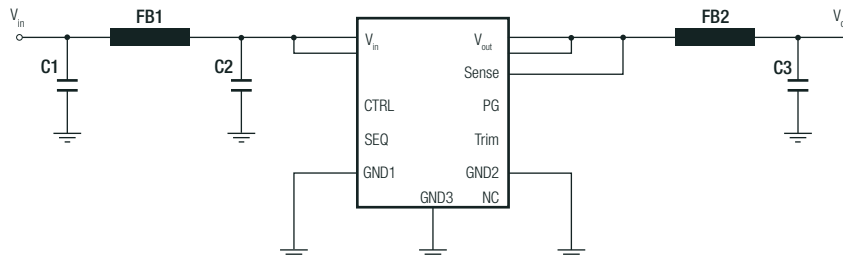 Vin
FB1
C1
C2
Vin
Vout
Sense
CTRL
PG
SEQ
Trim
GND1
GND2
GND3
NC
FB2
C3